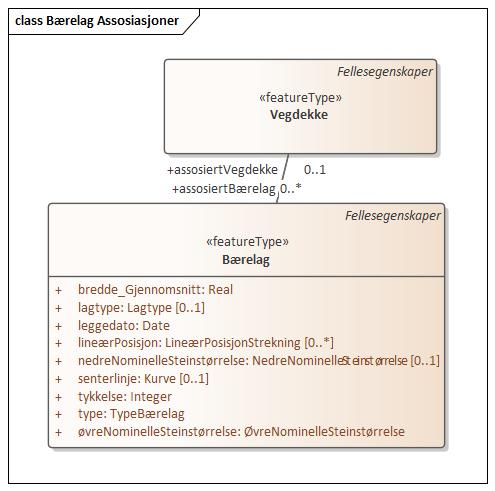 class Bærelag Assosiasjoner
Fellesegenskaper
«featureType»
Vegdekke
+assosiertVegdekke 0..1
+assosiertBærelag 0..*
Fellesegenskaper
«featureType»
Bærelag
+ bredde_Gjennomsnitt: Real
+ lagtype: Lagtype [0..1]
+ leggedato: Date
+ lineærPosisjon: LineærPosisjonStrekning [0..*]
+ nedreNominelleSteinstørrelse: NedreNominelleSteinstørrelse [0..1]
+ senterlinje: Kurve [0..1]
+ tykkelse: Integer
+ type: TypeBærelag
+ øvreNominelleSteinstørrelse: ØvreNominelleSteinstørrelse